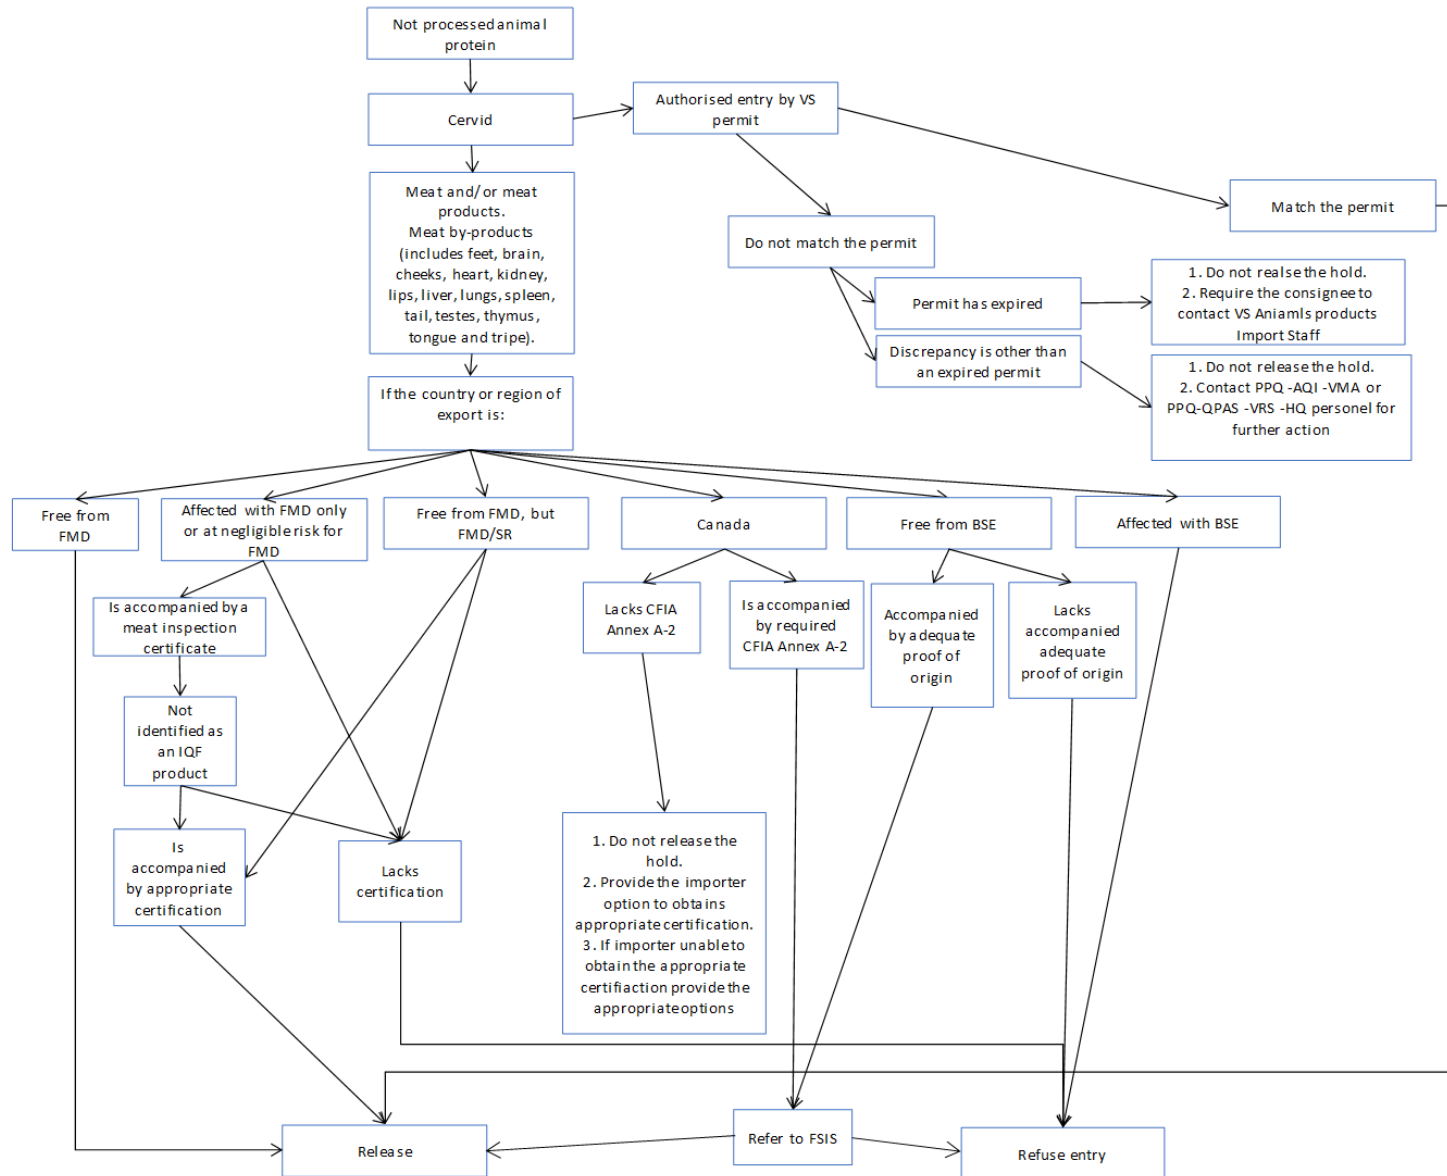 Not processed animal
protein
Cervid
Authorised entry by VS
permit
Meat and/or meat
products.
Meat by-products
(includes feet, brain,
cheeks, heart, kidney,
lips, liver, lungs, spleen,
tail, testes, thymus,
tongue and tripe).
Match the permit
Do not match the permit
Permit has expired
1. Do not realse the hold.
2. Require the consignee to
contact VS Aniamls products
Import Staff
Discrepancy is other than
an expired permit
1. Do not release the hold.
2. Contact PPQ -AQI -VMA or
PPQ-QPAS -VRS -HQ personel for
further action
If the country or region of
export is:
Free from
FMD
Affected with FMD only
or at negligible risk for
FMD
Free from FMD, but
FMD/SR
Canada
Free from BSE
Affected with BSE
Is accompanied by a
meat inspection
certificate
Lacks CFIA
Annex A-2
Is accompanied
by required
CFIA Annex A-2
Accompanied
by adequate
proof of
origin
Lacks
accompanied
adequate
proof of origin
Not
identified as
an IQF
product
Is
accompanied
by appropriate
certification
Lacks
certification
1. Do not release the
hold.
2. Provide the importer
option to obtains
appropriate certification.
3. If importer unable to
obtain the appropriate
certifiaction provide the
appropriate options
Release
Refer to FSIS
Refuse entry